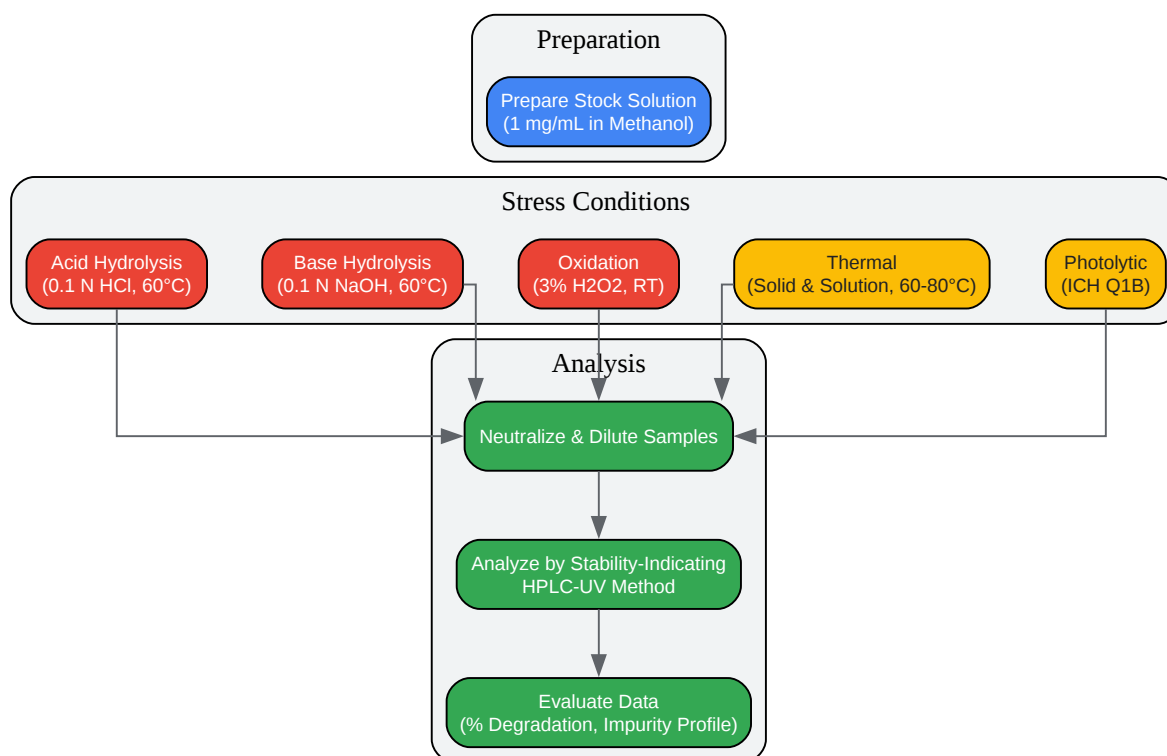 Preparation
Prepare Stock Solution
(1 mg/mL in Methanol)
Stress Conditions
Acid Hydrolysis
(0.1 N HCl, 60°C)
Base Hydrolysis
(0.1 N NaOH, 60°C)
Oxidation
(3% H2O2, RT)
Thermal
(Solid & Solution, 60-80°C)
Photolytic
(ICH Q1B)
Analysis
Neutralize & Dilute Samples
Analyze by Stability-Indicating
HPLC-UV Method
Evaluate Data
(% Degradation, Impurity Profile)